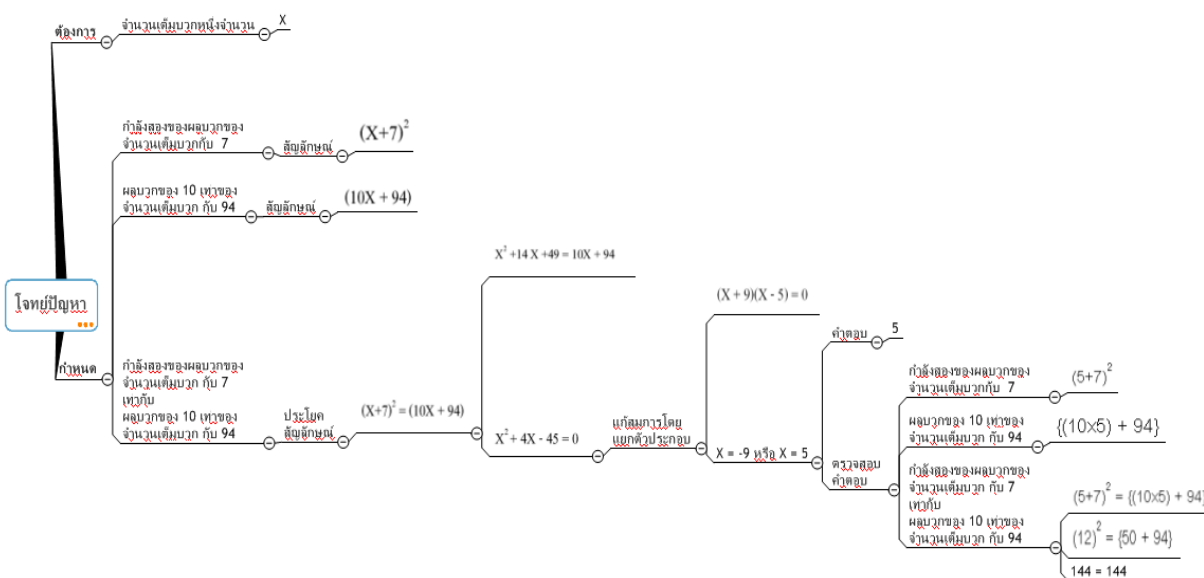 โจทย์ปัญหา
ต้องการ
จำนวนเต็มบวกหนึ่งจำนวน
X
กำหนด
กำลังสองของผลบวกของ
จำนวนเต็มบวกกับ 7
สัญลักษณ์
(X+7)²
ผลบวกของ 10 เท่าของ
จำนวนเต็มบวก กับ 94
สัญลักษณ์
(10X + 94)
กำลังสองของผลบวกของ
จำนวนเต็มบวก กับ 7
เท่ากับ
ผลบวกของ 10 เท่าของ
จำนวนเต็มบวก กับ 94
ประโยค
สัญลักษณ์
(X+7)² = (10X + 94)
X² +14 X +49 = 10X + 94
X² + 4X - 45 = 0
แก้สมการโดย
แยกตัวประกอบ
(X + 9)(X - 5) = 0
X = -9 หรือ X = 5
คำตอบ
5
ตรวจสอบ
คำตอบ
กำลังสองของผลบวกของ
จำนวนเต็มบวกกับ 7
(5+7)²
ผลบวกของ 10 เท่าของ
จำนวนเต็มบวก กับ 94
{(10x5) + 94}
กำลังสองของผลบวกของ
จำนวนเต็มบวก กับ 7
เท่ากับ
ผลบวกของ 10 เท่าของ
จำนวนเต็มบวก กับ 94
(5+7)² = {(10x5) + 94}
(12)² = {50 + 94}
144 = 144